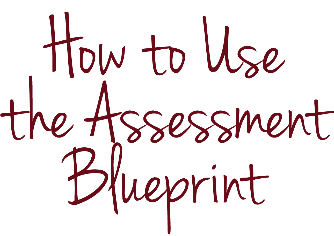 How to Use
the Assessment
Blueprint